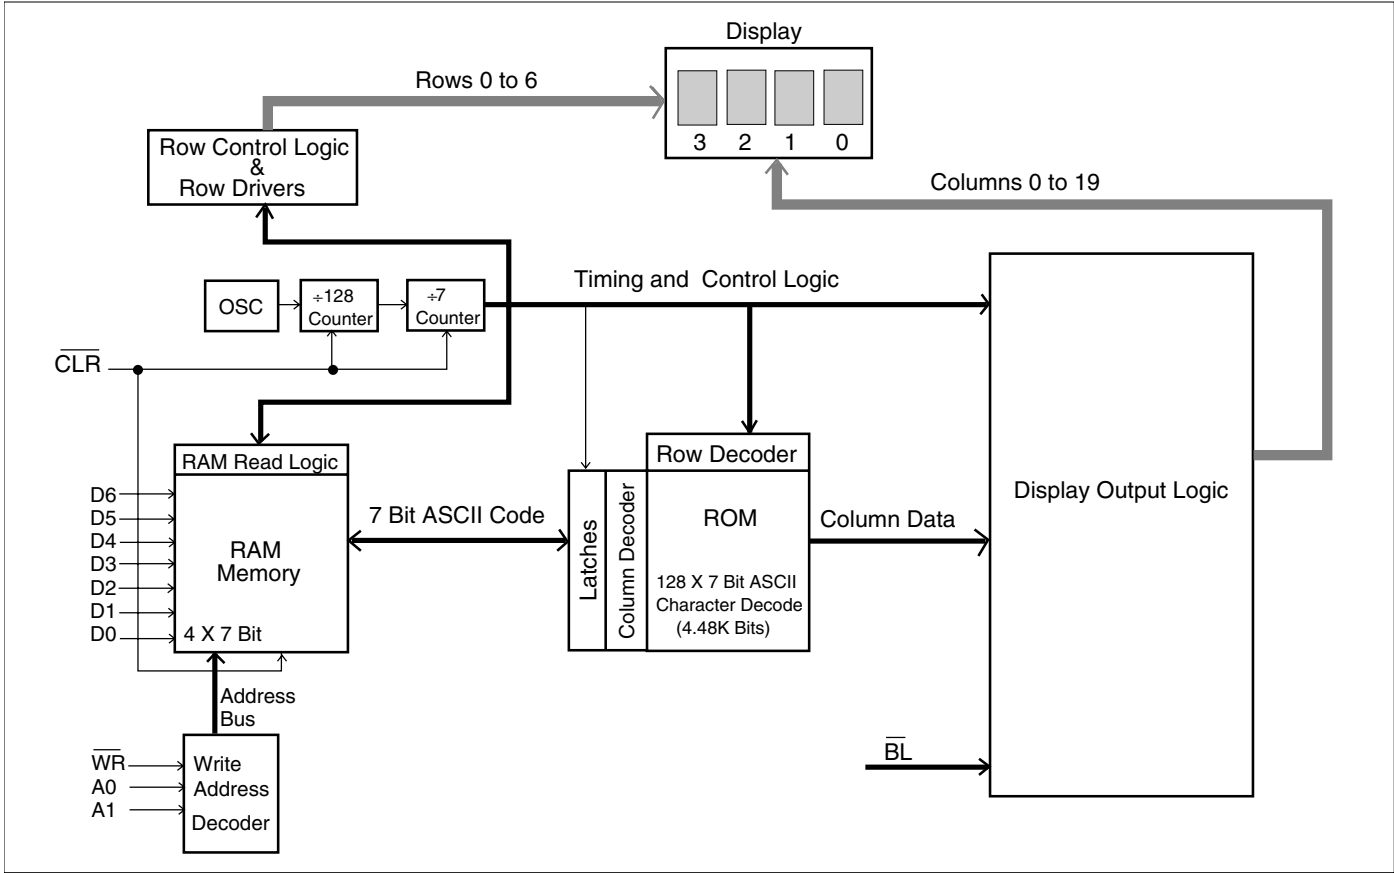 Display
Rows 0 to 6
3 2 1 0
Row Control Logic
&
Row Drivers
Columns 0 to 19
Timing and Control Logic
OSC
÷128
Counter
÷7
Counter
CLR
RAM Read Logic
Row Decoder
D6
D5
D4
D3
D2
D1
D0
RAM
Memory
4 X 7 Bit
7 Bit ASCII Code
Latches
Column Decoder
ROM
128 X 7 Bit ASCII
Character Decode
(4.48K Bits)
Column Data
Display Output Logic
Address
Bus
WR
A0
A1
Write
Address
Decoder
BL